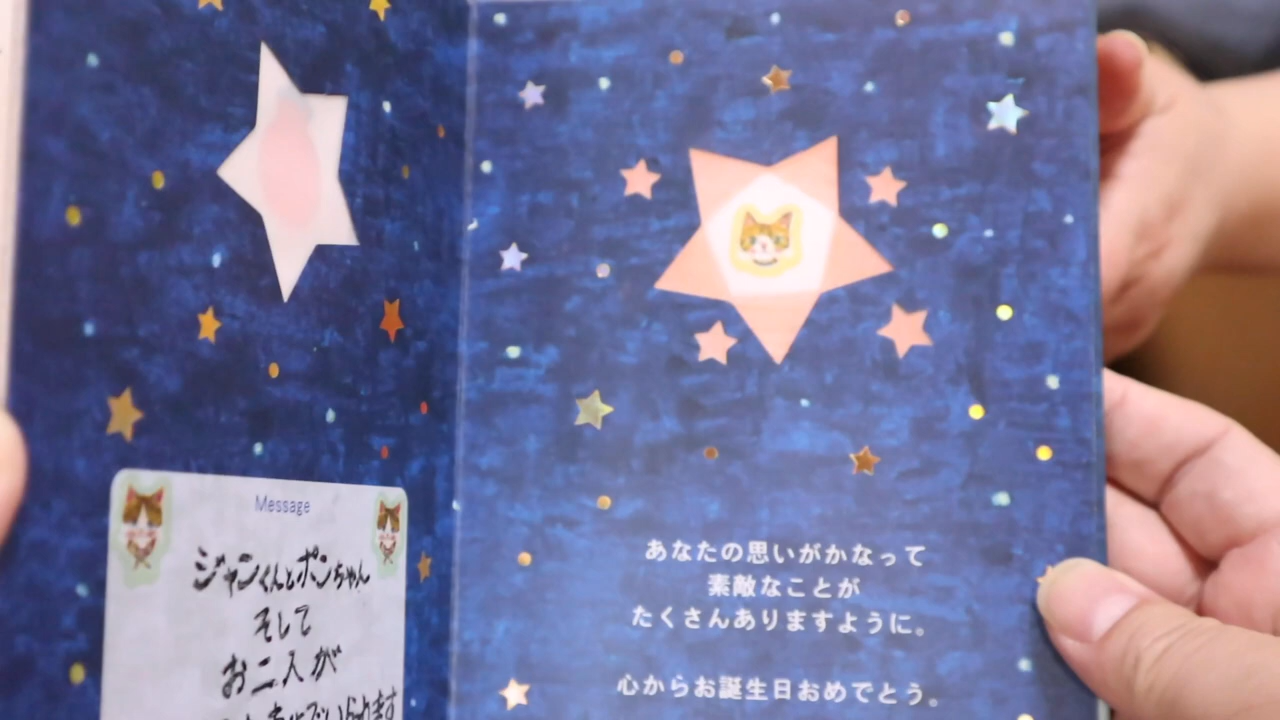 Message
ジャンくんとポンちゃん
そして
お二人が
あなたの思いがかなって
素敵なことが
たくさんありますように。
心からお誕生日おめでとう。